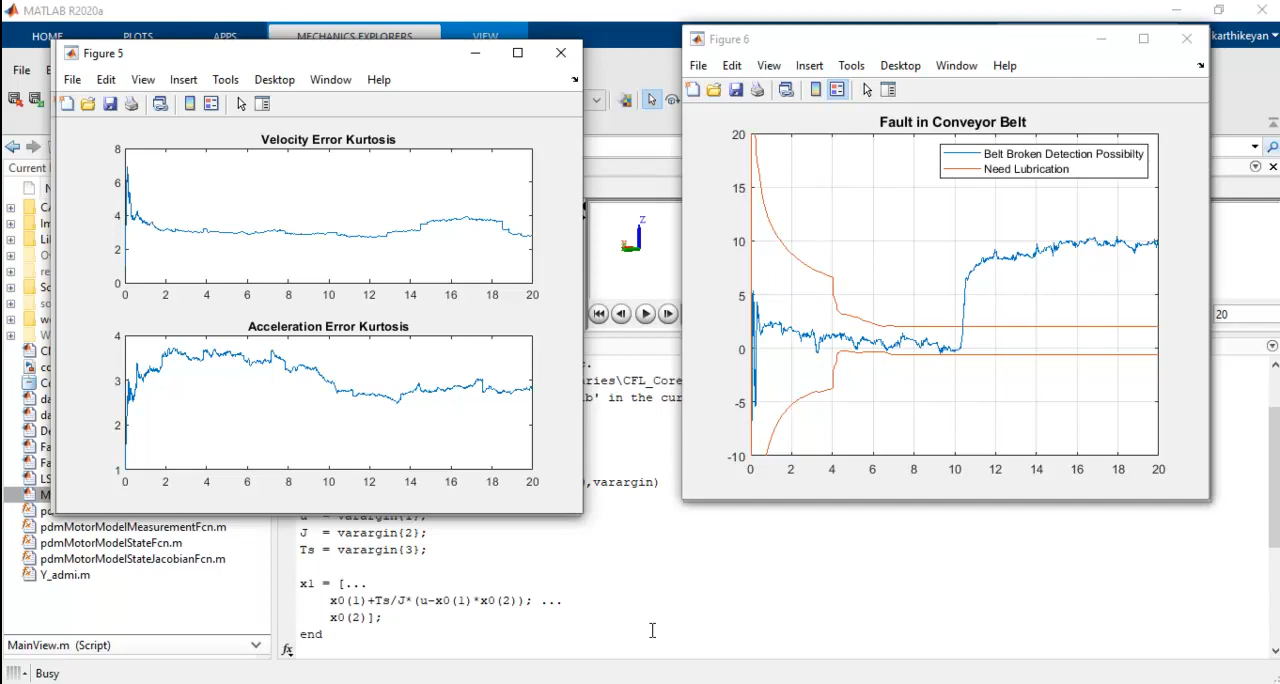 MATLAB R2020a
HOME PLOTS APPS MECHANICS EXPLORERS VIEW
karthikeyan
File
Figure 5
File Edit View Insert Tools Desktop Window Help
Velocity Error Kurtosis
8
6
4
2
0
0 2 4 6 8 10 12 14 16 18 20
Acceleration Error Kurtosis
4
3
2
1
0 2 4 6 8 10 12 14 16 18 20
Figure 6
File Edit View Insert Tools Desktop Window Help
Fault in Conveyor Belt
Belt Broken Detection Possibilty
Need Lubrication
20
15
10
5
0
-5
-10
0 2 4 6 8 10 12 14 16 18 20
Current
Z
20
aries\CFL_Core
b' in the cur
,varargin)
u = varargin{1};
J = varargin{2};
Ts = varargin{3};
x1 = [...
x0(1)+Ts/J*(u-x0(1)*x0(2)); ...
x0(2)];
end
pdmMotorModelMeasurementFcn.m
pdmMotorModelStateFcn.m
pdmMotorModelStateJacobianFcn.m
Y_admi.m
MainView.m (Script)
fx
Busy